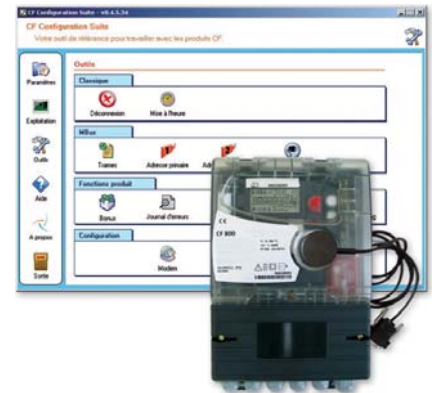 CF Configuration Suite - v0.4.5.34
CF Configuration Suite
Votre outil de référence pour travailler avec les produits CF.
Outils
Paramètres
Classique
Déconnexion
Mise à l'heure
Exploitation
MBus
Outils
Trames
Adresse primaire
Aide
Fonctions produit
Bonus
Journal d'erreurs
A propos
Configuration
Modem
Sortie
CE
CF 800